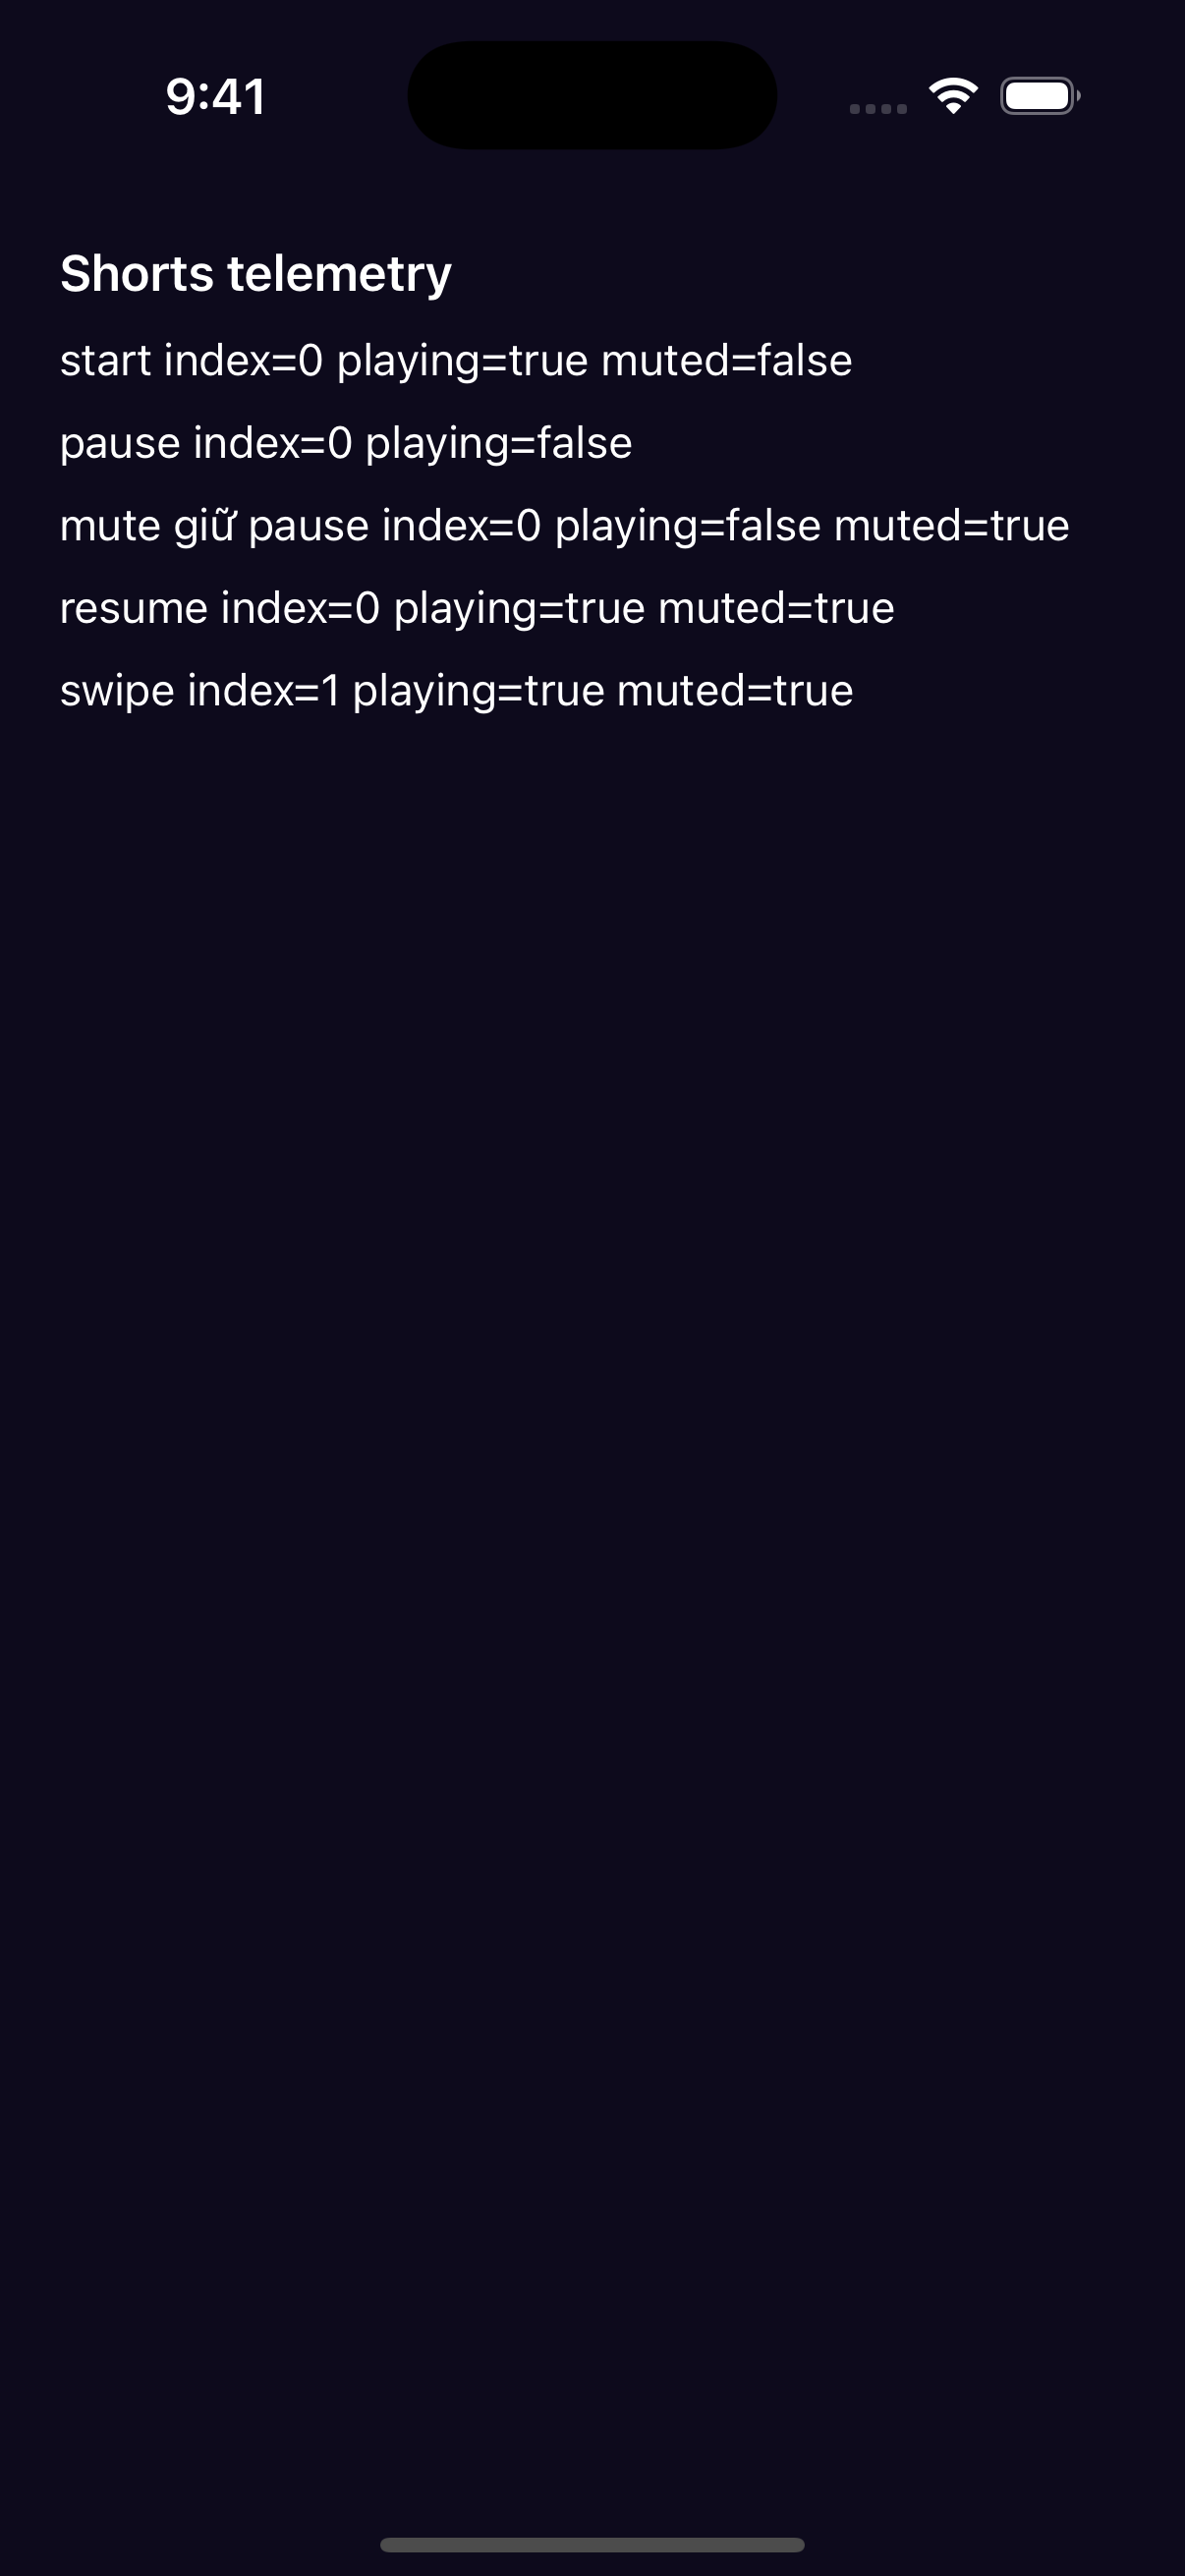 9:41
Shorts telemetry
start index=0 playing=true muted=false
pause index=0 playing=false
mute giữ pause index=0 playing=false muted=true
resume index=0 playing=true muted=true
swipe index=1 playing=true muted=true